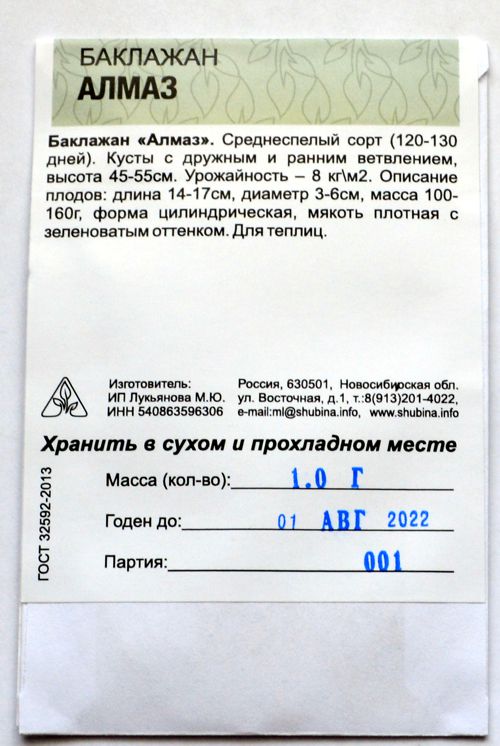 БАКЛАЖАН
АЛМАЗ
Баклажан «Алмаз». Среднеспелый сорт (120-130
дней). Кусты с дружным и ранним ветвлением,
высота 45-55см. Урожайность – 8 кг\м2. Описание
плодов: длина 14-17см, диаметр 3-6см, масса 100-
160г, форма цилиндрическая, мякоть плотная с
зеленоватым оттенком. Для теплиц.
Изготовитель:
ИП Лукьянова М.Ю.
ИНН 540863596306
Россия, 630501, Новосибирская обл.
ул. Восточная, д.1, т.:8(913)201-4022,
e-mail:ml@shubina.info, www.shubina.info
Хранить в сухом и прохладном месте
ГОСТ 32592-2013
Масса (кол-во): 1.0 Г
Годен до: 01 АВГ 2022
Партия: 001